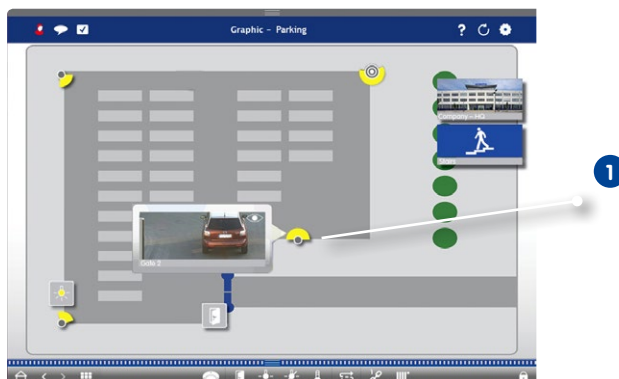 Graphic - Parking
?
Company - HQ
Stairs
Gate 2
1